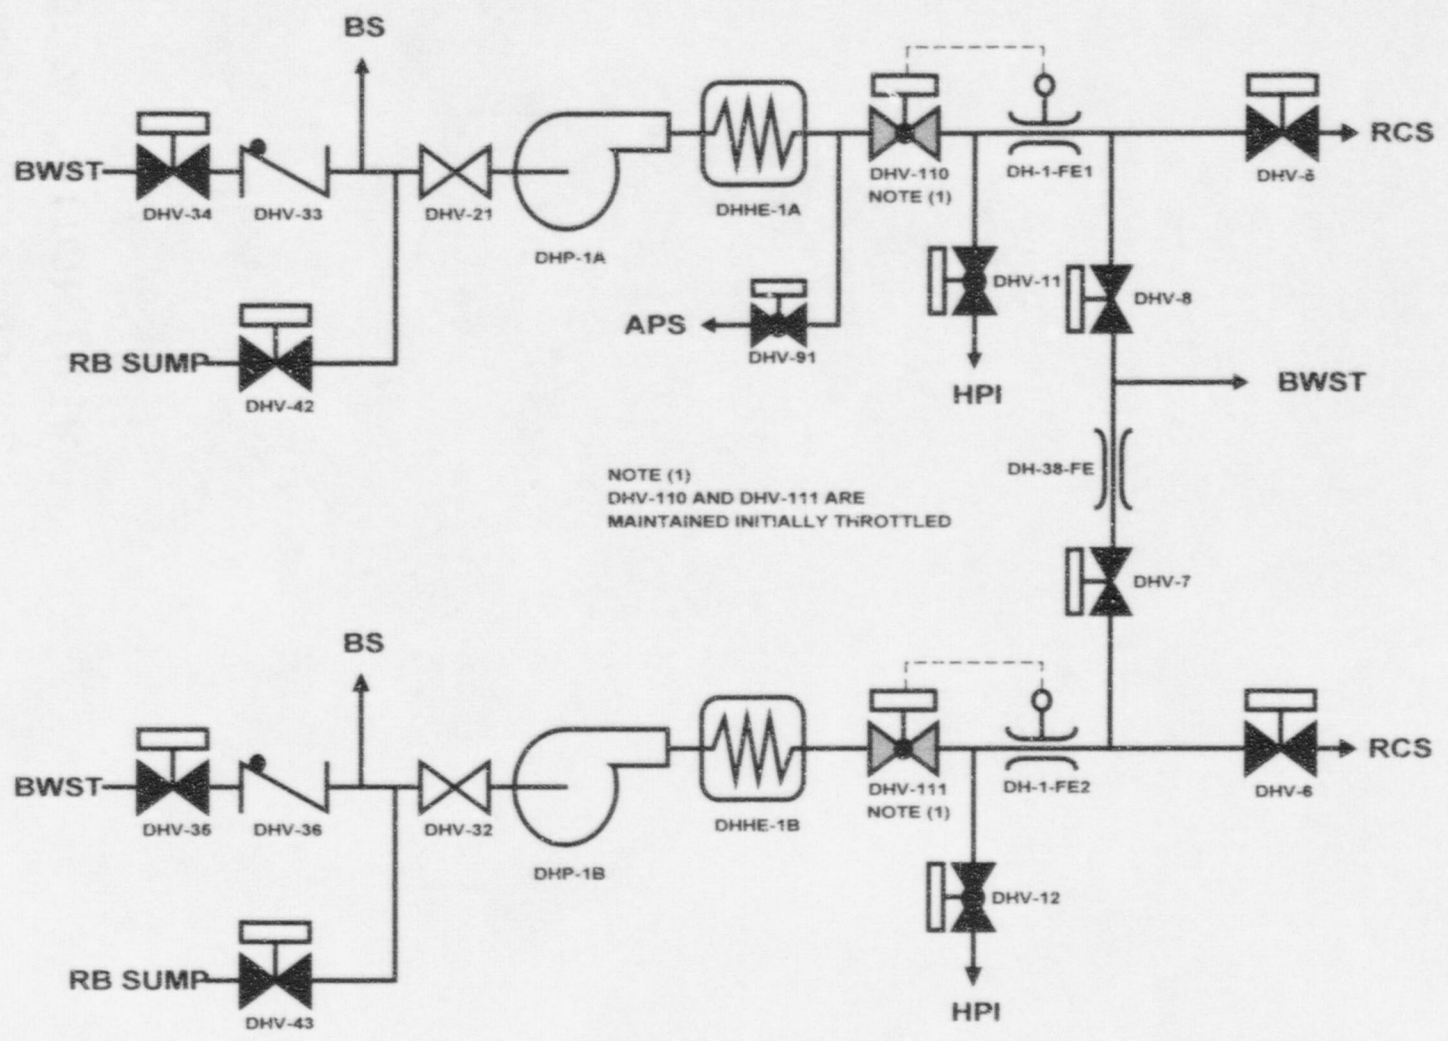 BS
BWST
DHV-34
DHV-33
DHV-21
DHP-1A
DHHE-1A
DHV-110
NOTE (1)
DH-1-FE1
RCS
RB SUMP
DHV-42
APS
DHV-91
DHV-11
HPI
DHV-8
BWST
DH-38-FE
NOTE (1)
DHV-110 AND DHV-111 ARE
MAINTAINED INITIALLY THROTTLED
DHV-7
BS
BWST
DHV-35
DHV-36
DHV-32
DHP-1B
DHHE-1B
DHV-111
NOTE (1)
DH-1-FE2
DHV-6
RCS
RB SUMP
DHV-43
DHV-12
HPI